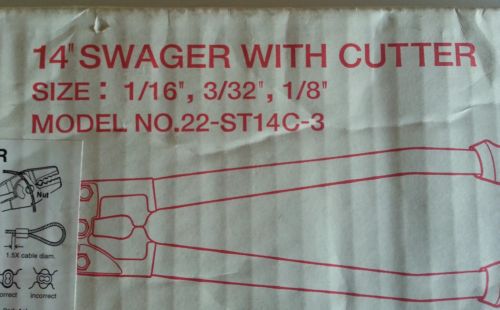 14" SWAGER WITH CUTTER
SIZE : 1/16", 3/32", 1/8"
MODEL NO.22-ST14C-3
R
Nut
1.5X cable diam.
orrect incorrect